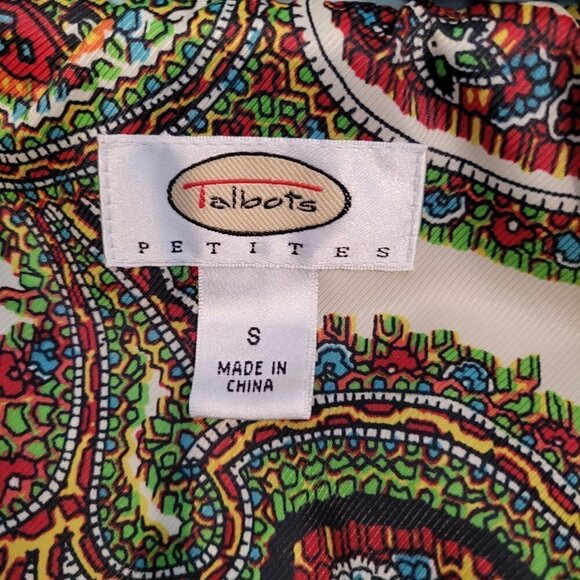 Talbots
PETITES
S
MADE IN
CHINA